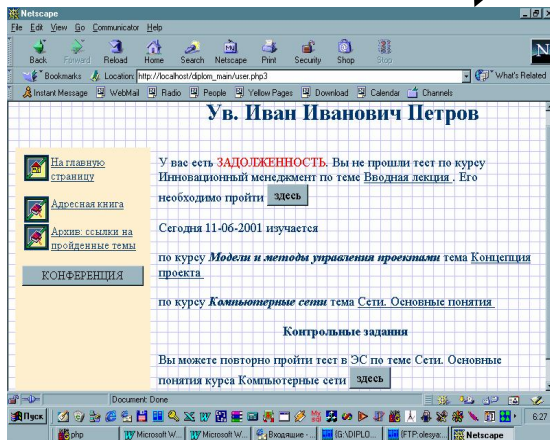 Netscape
File Edit View Go Communicator Help
Back Forward Reload Home Search Netscape Print Security Shop Stop
Bookmarks Location: http://localhost/diplom_main/user.php3 What's Related
Instant Message WebMail Radio People Yellow Pages Download Calendar Channels
Ув. Иван Иванович Петров
На главную
страницу
Адресная книга
Архив: ссылки на
пройденные темы
КОНФЕРЕНЦИЯ
У вас есть ЗАДОЛЖЕННОСТЬ. Вы не прошли тест по курсу
Инновационный менеджмент по теме Вводная лекция . Его
необходимо пройти здесь
Сегодня 11-06-2001 изучается
по курсу Модели и методы управления проектами тема Концепция
проекта
по курсу Компьютерные сети тема Сети. Основные понятия
Контрольные задания
Вы можете повторно пройти тест в ЭС по теме Сети. Основные
понятия курса Компьютерные сети здесь
Document: Done
Пуск 6:27
php Microsoft W... Microsoft W... Входящие - ... (G:\DIPLO... (FTP:olesya:... Netscape